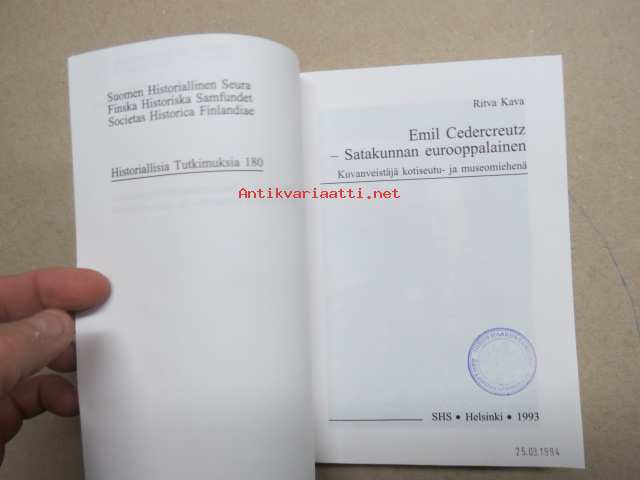 Suomen Historiallinen Seura
Finska Historiska Samfundet
Societas Historica Finlandiae
Historiallisia Tutkimuksia 180
Antikvariaatti.net
Ritva Kava
Emil Cedercreutz
– Satakunnan eurooppalainen
Kuvanveistäjä kotiseutu- ja museomiehenä
SHS • Helsinki • 1993
25.03.1994